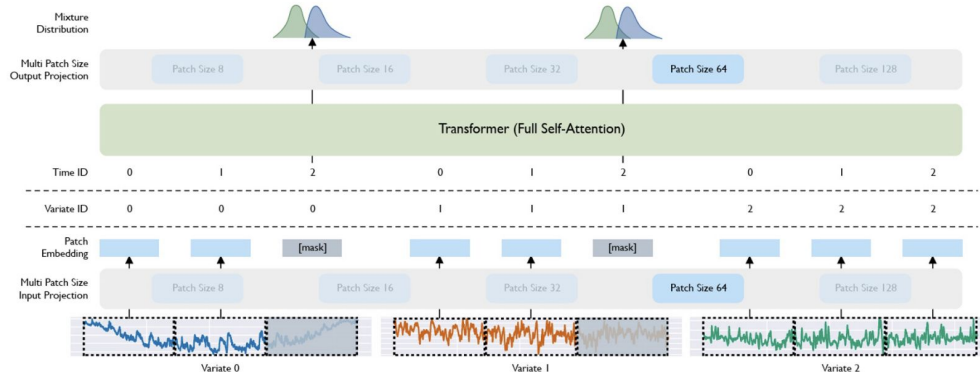 Mixture
Distribution
Multi Patch Size
Output Projection
Patch Size 8
Patch Size 16
Patch Size 32
Patch Size 64
Patch Size 128
Transformer (Full Self-Attention)
Time ID
0 1 2 0 1 2 0 1 2
Variate ID
0 0 0 1 1 1 2 2 2
Patch
Embedding
[mask]
[mask]
Multi Patch Size
Input Projection
Patch Size 8
Patch Size 16
Patch Size 32
Patch Size 64
Patch Size 128
Variate 0
Variate 1
Variate 2